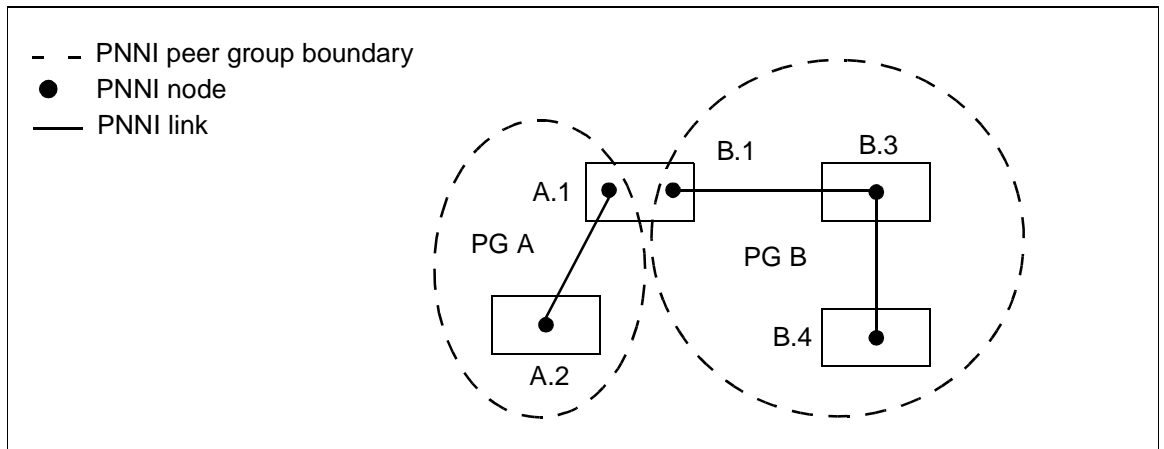 PNNI peer group boundary
PNNI node
PNNI link
B.1
B.3
A.1
PG A
PG B
B.4
A.2